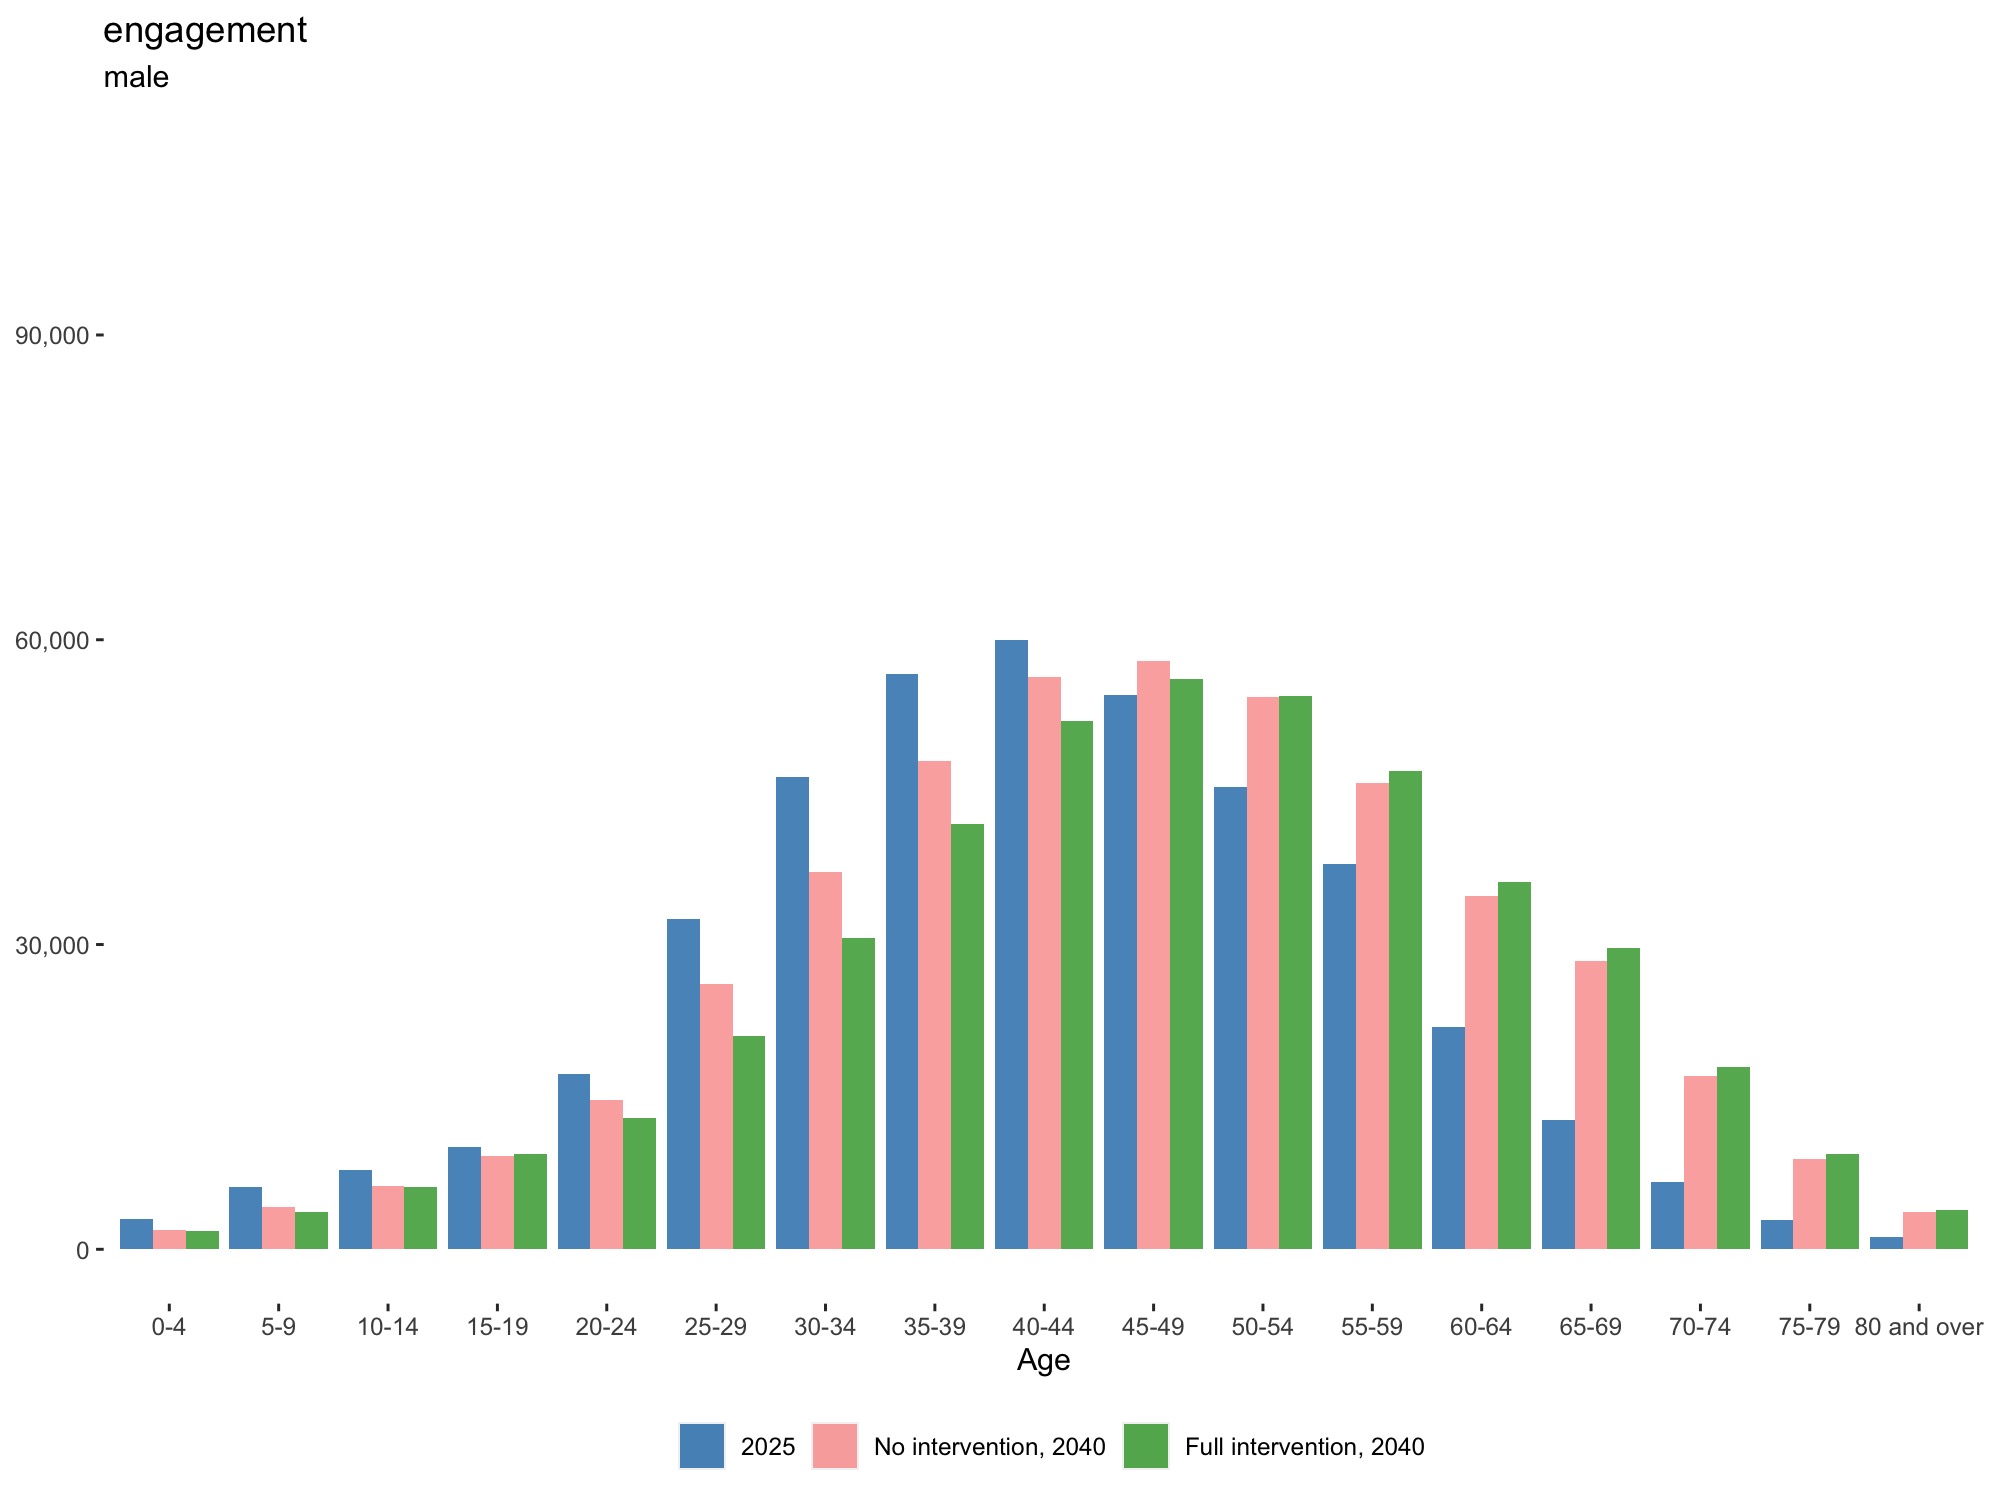 engagement
male
90,000
60,000
30,000
0
0-4 5-9 10-14 15-19 20-24 25-29 30-34 35-39 40-44 45-49 50-54 55-59 60-64 65-69 70-74 75-79 80 and over
Age
2025 No intervention, 2040 Full intervention, 2040